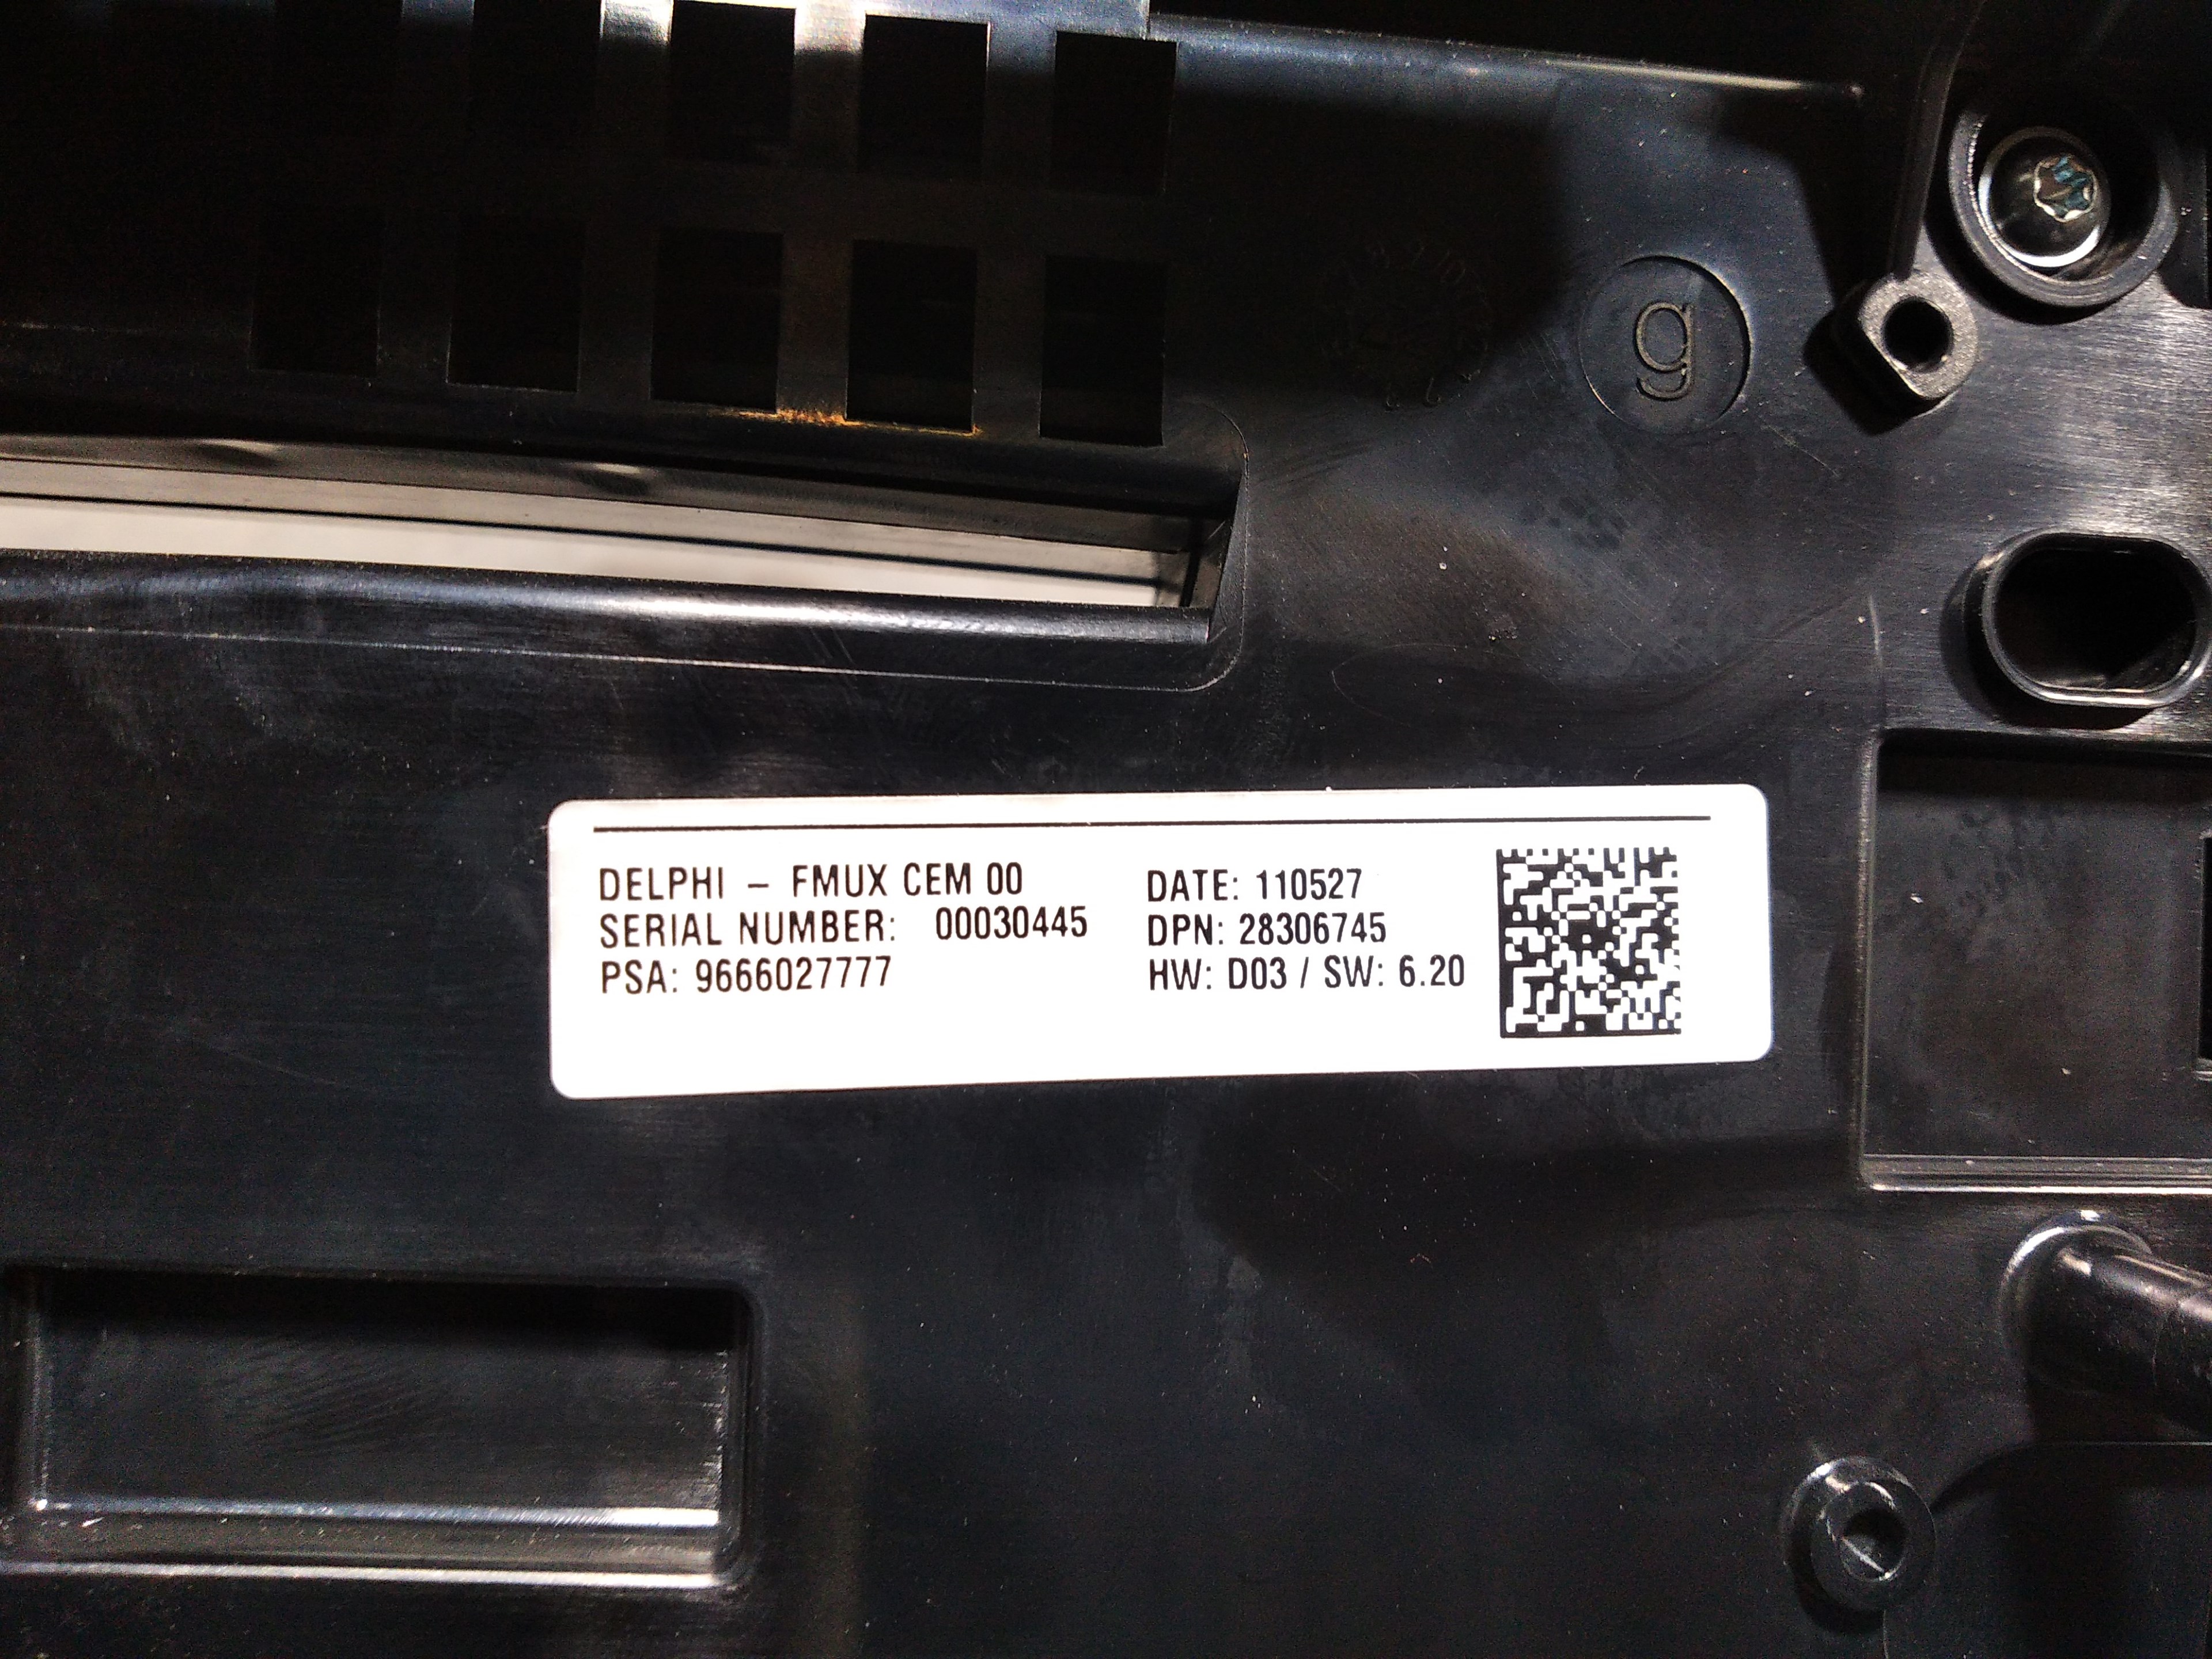 g
DELPHI – FMUX CEM 00
SERIAL NUMBER: 00030445
PSA: 9666027777
DATE: 110527
DPN: 28306745
HW: D03 / SW: 6.20